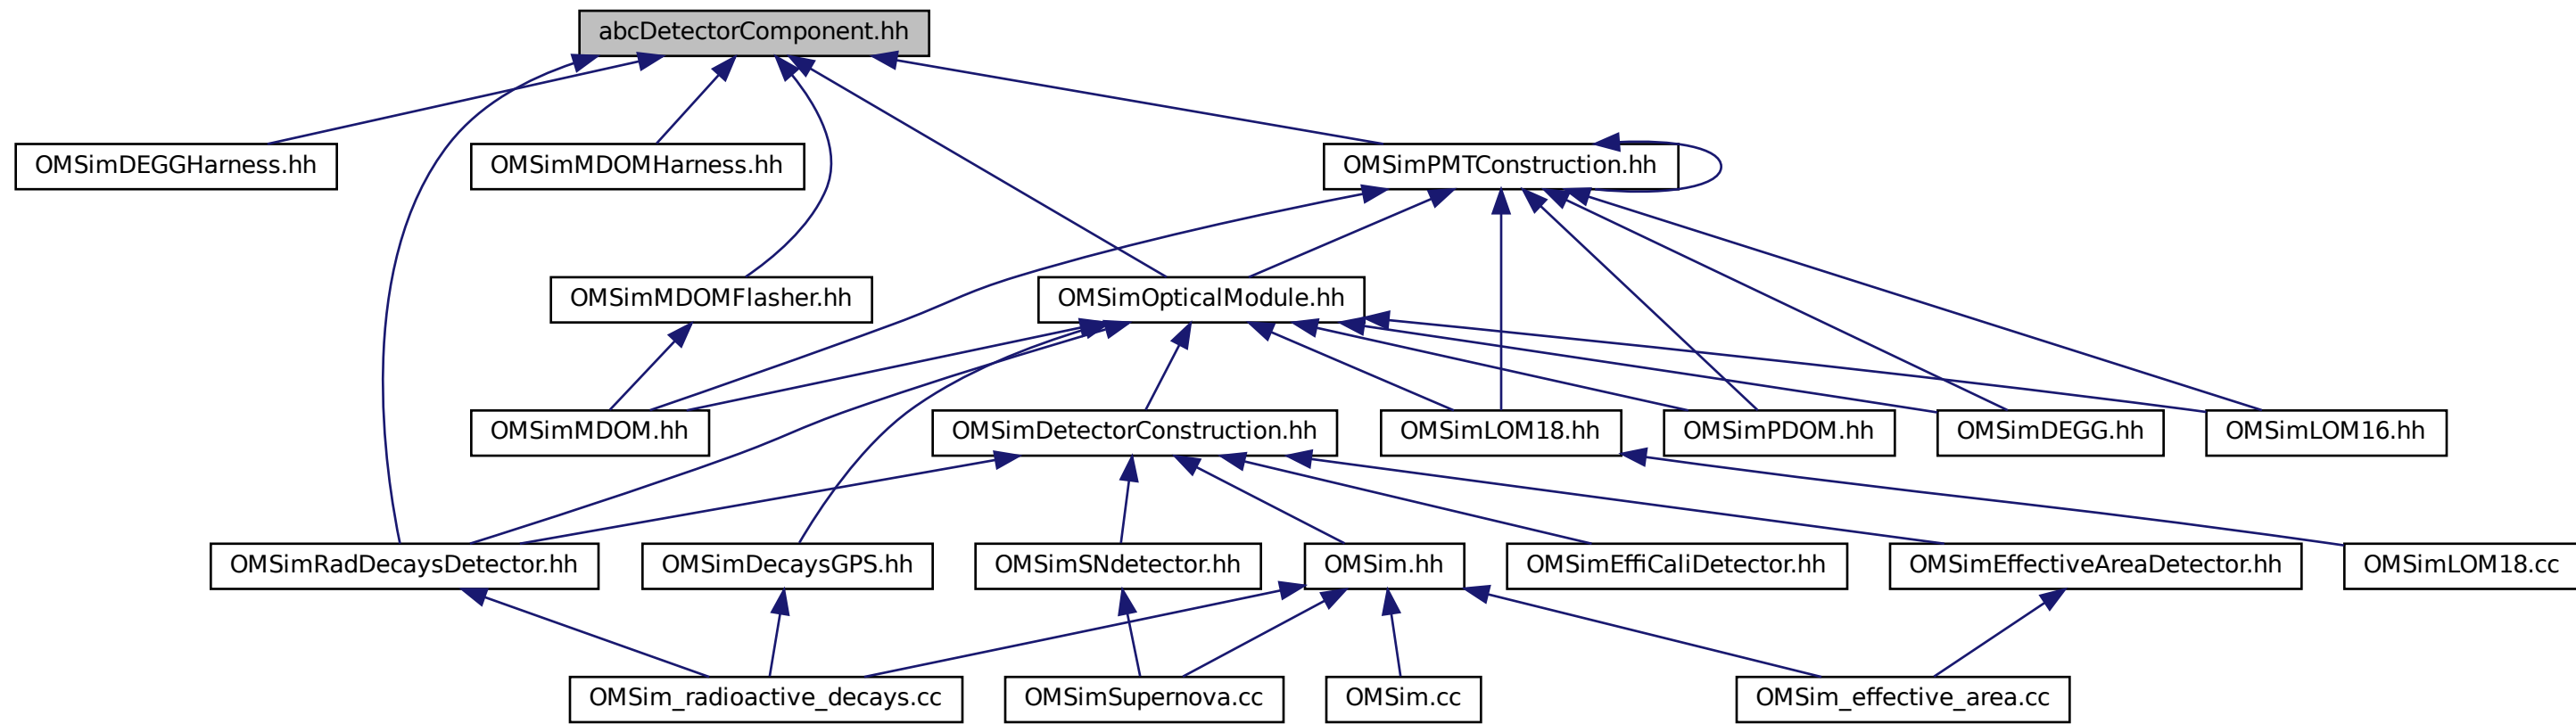 abcDetectorComponent.hh
OMSimDEGGHarness.hh
OMSimMDOMHarness.hh
OMSimPMTConstruction.hh
OMSimMDOMFlasher.hh
OMSimOpticalModule.hh
OMSimMDOM.hh
OMSimDetectorConstruction.hh
OMSimLOM18.hh
OMSimPDOM.hh
OMSimDEGG.hh
OMSimLOM16.hh
OMSimRadDecaysDetector.hh
OMSimDecaysGPS.hh
OMSimSNdetector.hh
OMSim.hh
OMSimEffiCaliDetector.hh
OMSimEffectiveAreaDetector.hh
OMSimLOM18.cc
OMSim_radioactive_decays.cc
OMSimSupernova.cc
OMSim.cc
OMSim_effective_area.cc